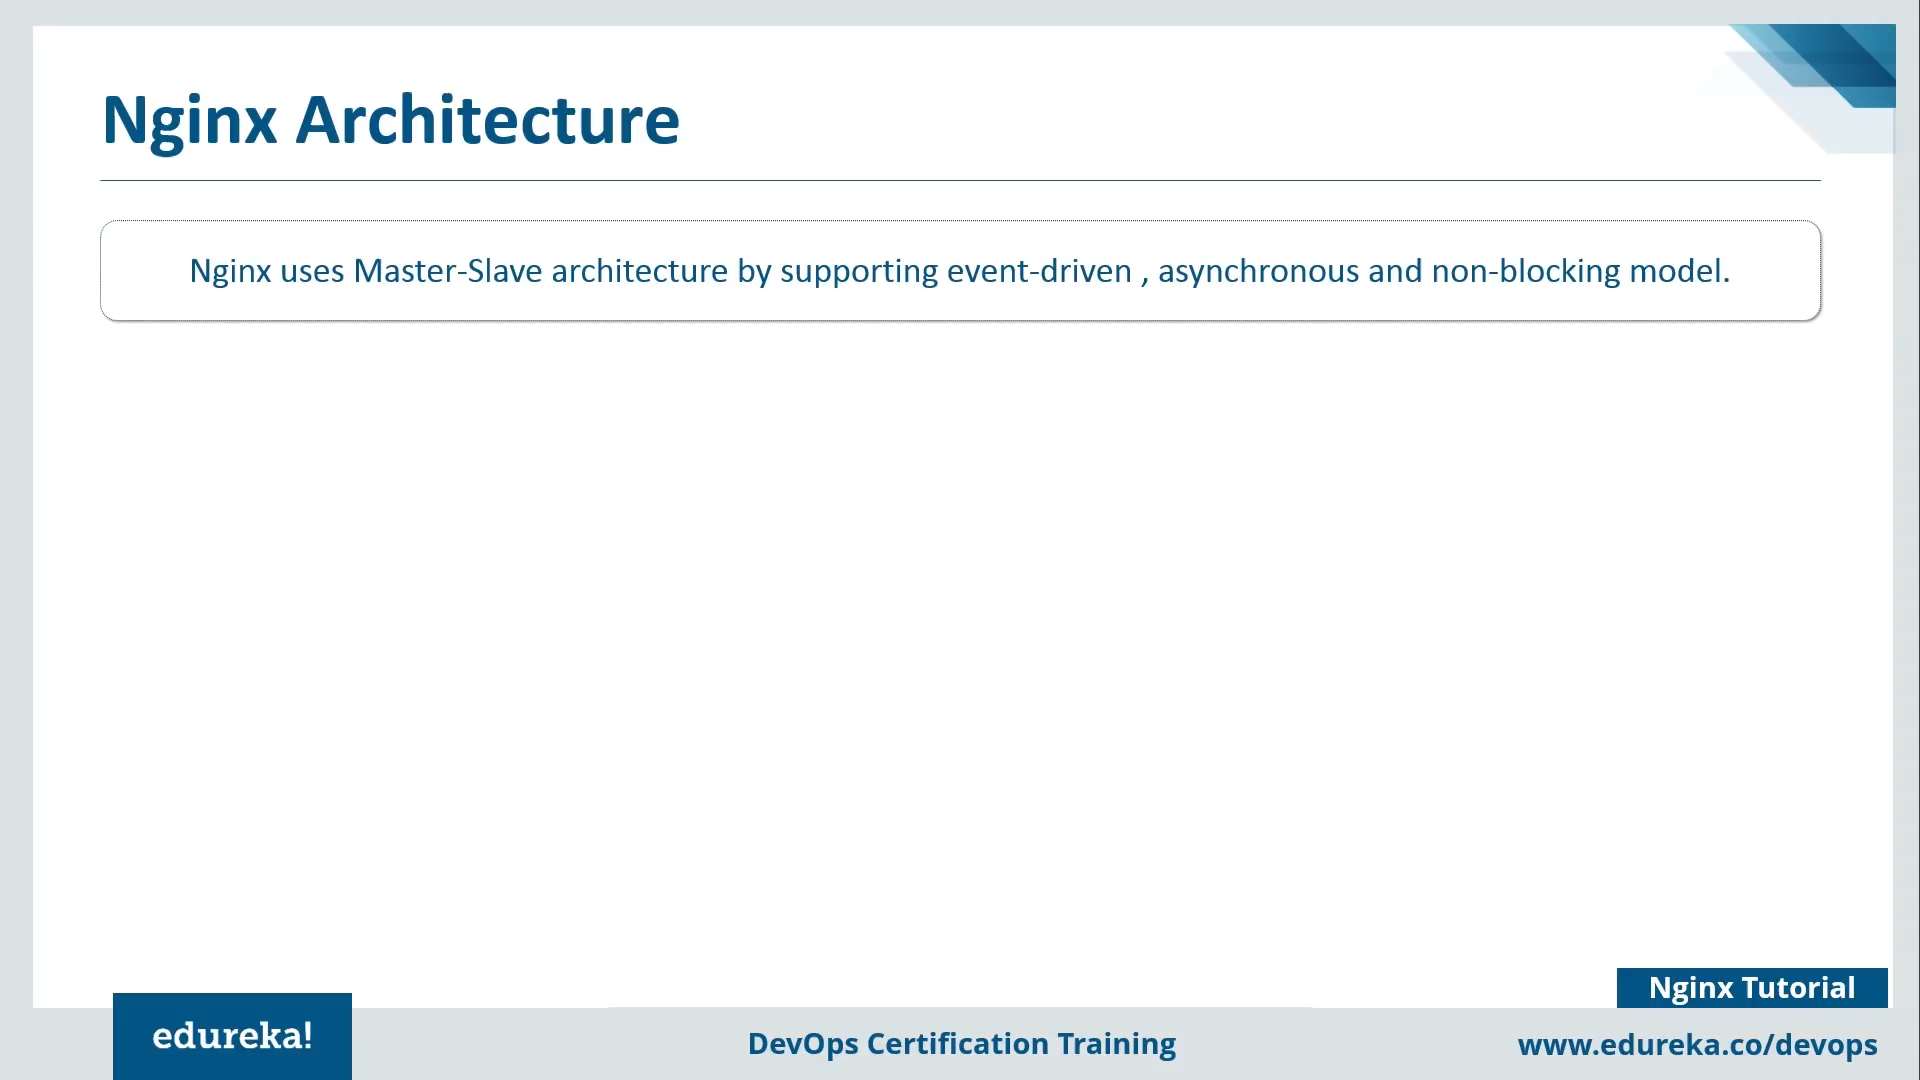 Nginx Architecture
Nginx uses Master-Slave architecture by supporting event-driven , asynchronous and non-blocking model.
Nginx Tutorial
edureka!
DevOps Certification Training
www.edureka.co/devops